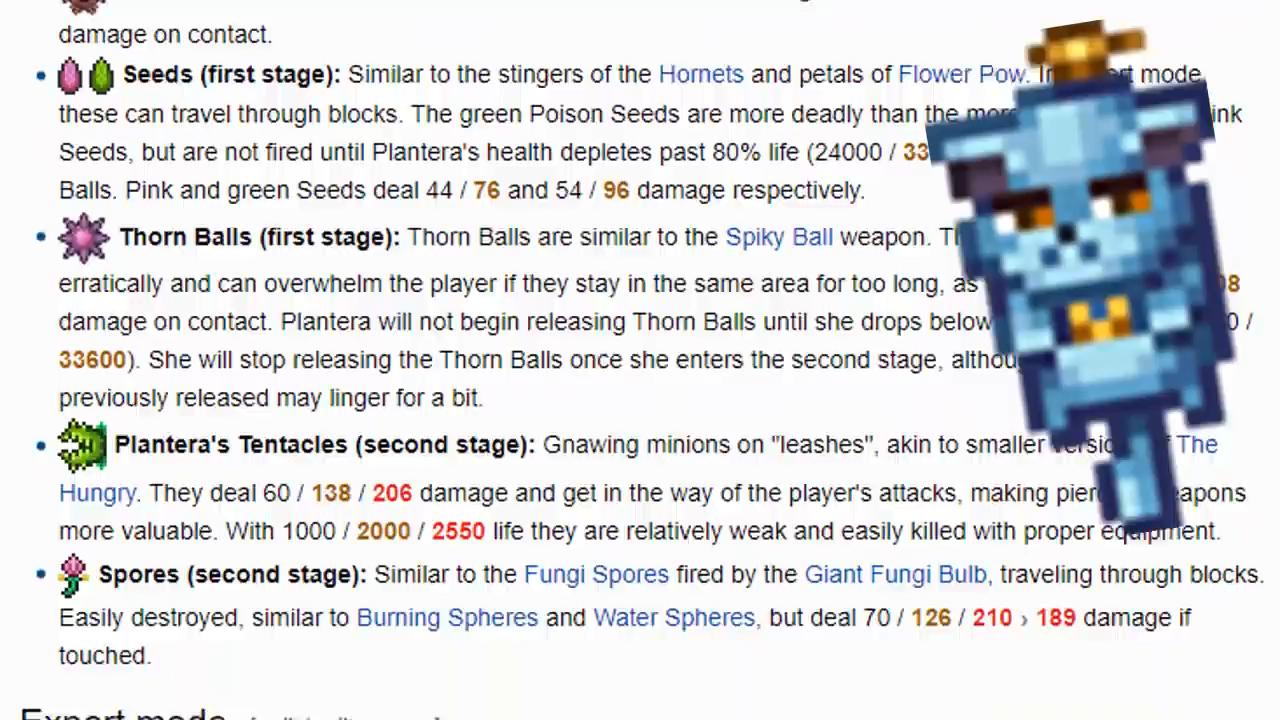 damage on contact.
Seeds (first stage): Similar to the stingers of the Hornets and petals of Flower Pow. mode
these can travel through blocks. The green Poison Seeds are more deadly than the
Seeds, but are not fired until Plantera's health depletes past 80% life (24000 /
Balls. Pink and green Seeds deal 44 / 76 and 54 / 96 damage respectively.
Thorn Balls (first stage): Thorn Balls are similar to the Spiky Ball weapon.
erratically and can overwhelm the player if they stay in the same area for too long, as
damage on contact. Plantera will not begin releasing Thorn Balls until she drops below /
33600). She will stop releasing the Thorn Balls once she enters the second stage,
previously released may linger for a bit.
Plantera's Tentacles (second stage): Gnawing minions on "leashes", akin to smaller The
Hungry. They deal 60 / 138 / 206 damage and get in the way of the player's attacks, making
more valuable. With 1000 / 2000 / 2550 life they are relatively weak and easily killed with proper equipment.
Spores (second stage): Similar to the Fungi Spores fired by the Giant Fungi Bulb, traveling through blocks.
Easily destroyed, similar to Burning Spheres and Water Spheres, but deal 70 / 126 / 210 › 189 damage if
touched.
Expert mode